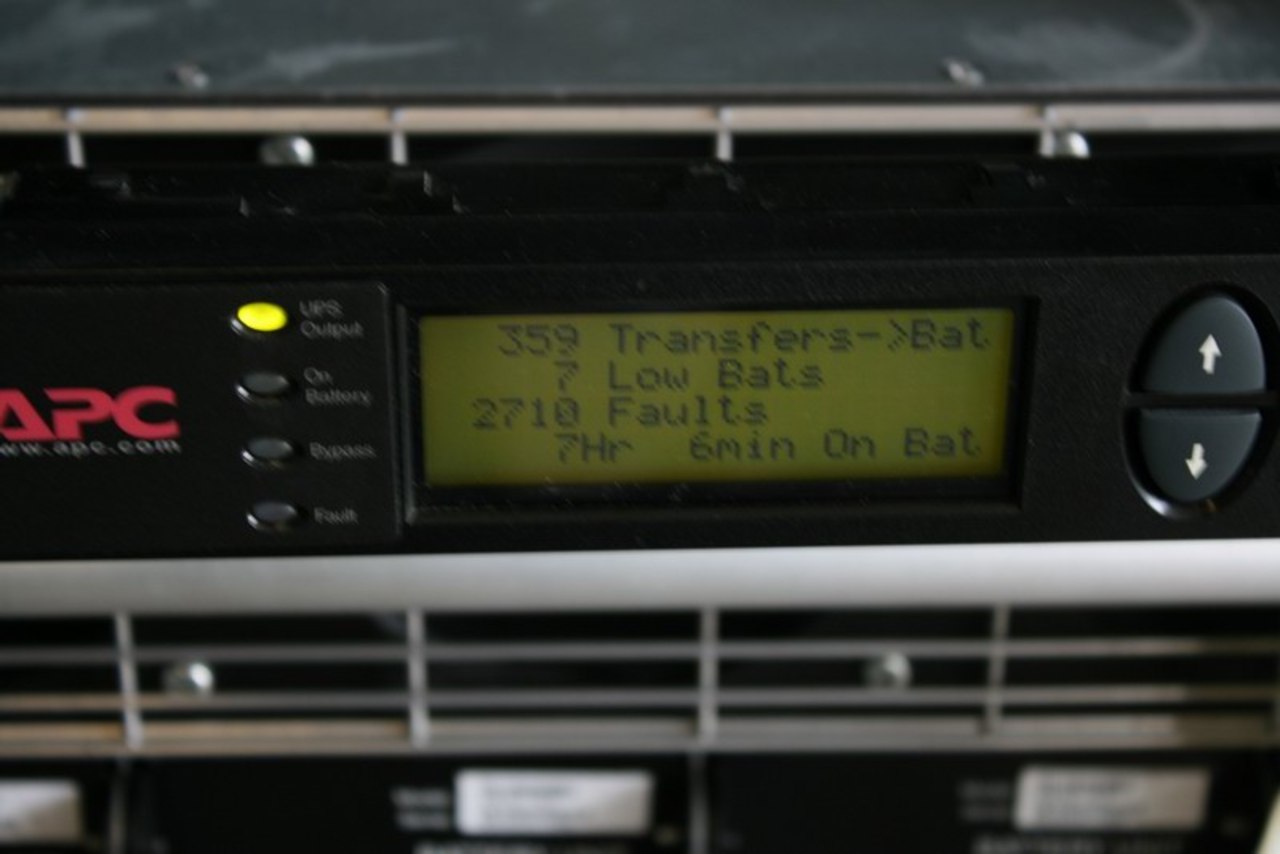 UPS
Output
On
Battery
Bypass
Fault
APC
www.apc.com
359 Transfers->Bat
7 Low Bats
2710 Faults
7Hr 6min On Bat